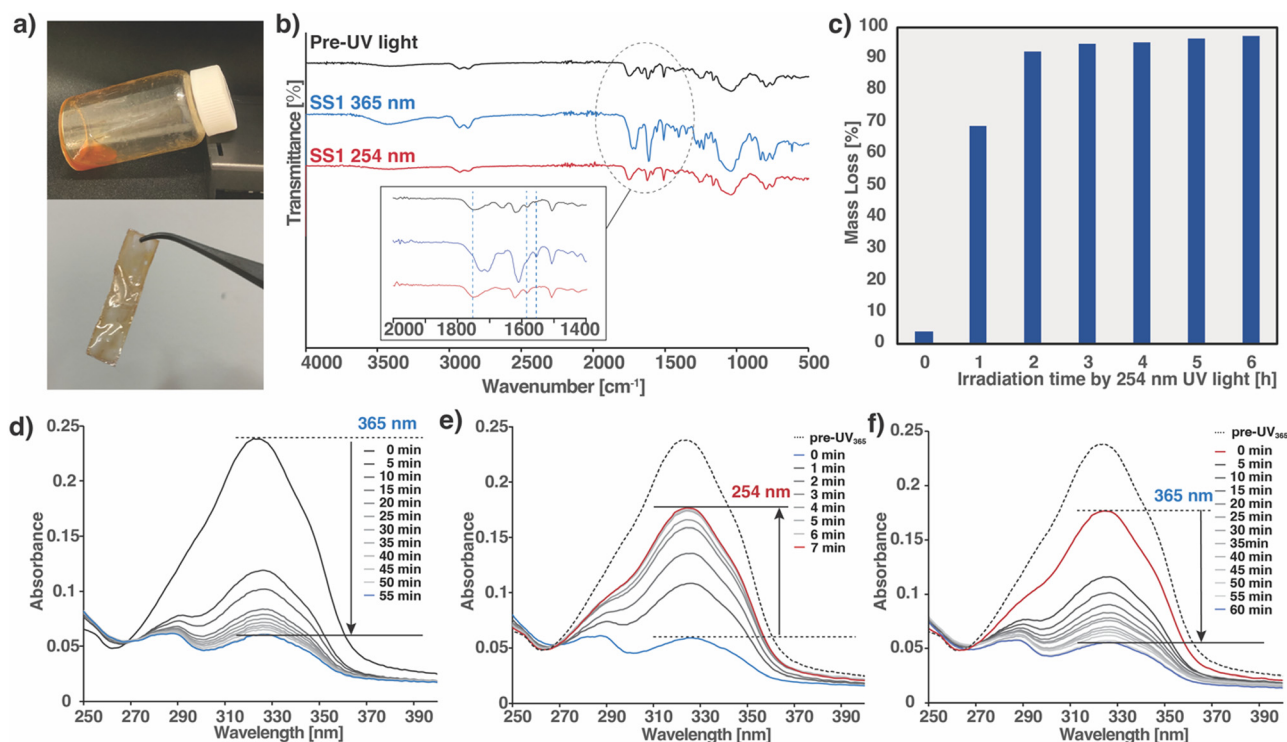 a)
b)
Pre-UV light
SS1 365 nm
SS1 254 nm
Transmittance [%]
2000 1800 1600 1400
4000 3500 3000 2500 2000 1500 1000 500
Wavenumber [cm⁻¹]
c)
100
90
80
70
60
50
40
30
20
10
0
Mass Loss [%]
0 1 2 3 4 5 6
Irradiation time by 254 nm UV light [h]
d)
0.25
0.2
0.15
0.1
0.05
0
Absorbance
365 nm
0 min
5 min
10 min
15 min
20 min
25 min
30 min
35 min
40 min
45 min
50 min
55 min
250 270 290 310 330 350 370 390
Wavelength [nm]
e)
0.25
0.2
0.15
0.1
0.05
0
Absorbance
pre-UV₃₆₅
0 min
1 min
2 min
3 min
4 min
5 min
6 min
7 min
254 nm
250 270 290 310 330 350 370 390
Wavelength [nm]
f)
0.25
0.2
0.15
0.1
0.05
0
Absorbance
pre-UV₃₆₅
0 min
5 min
10 min
15 min
20 min
25 min
30 min
35min
40 min
45 min
50 min
55 min
60 min
365 nm
250 270 290 310 330 350 370 390
Wavelength [nm]